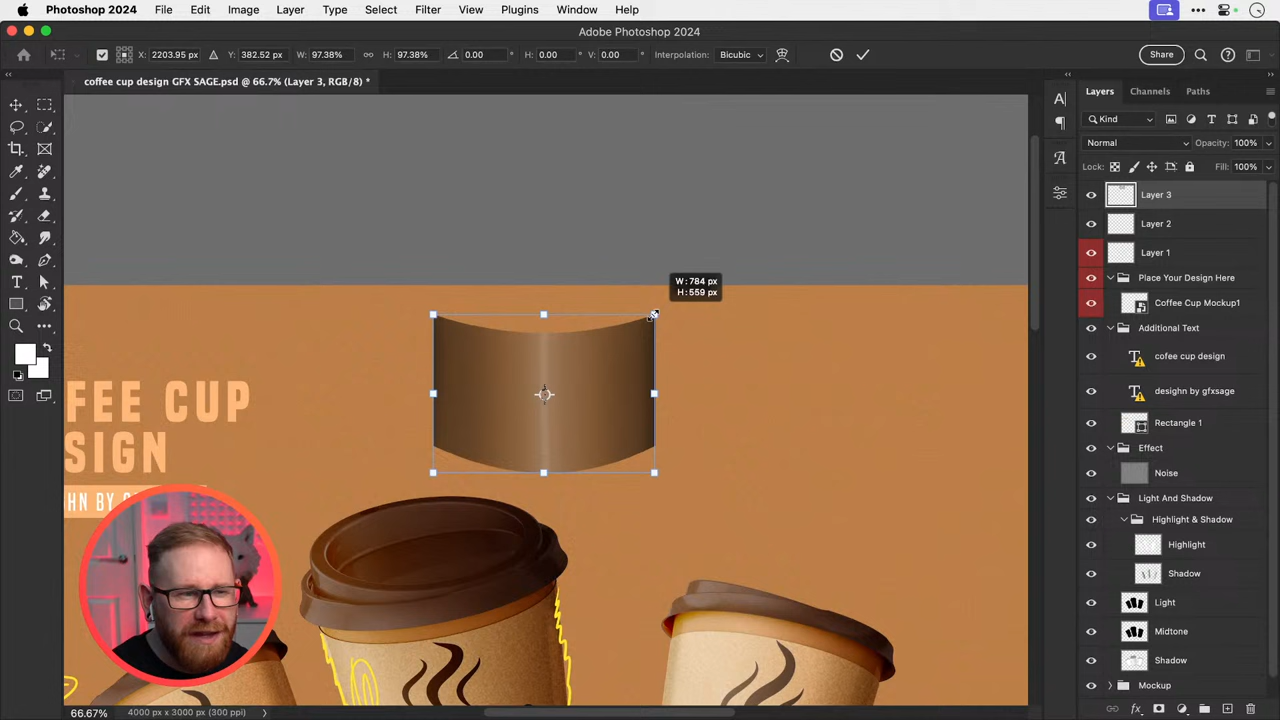 Photoshop 2024 File Edit Image Layer Type Select Filter View Plugins Window Help
Adobe Photoshop 2024
X: 2203.95 px Y: 382.52 px W: 97.38% H: 97.38% 0.00 ° H: 0.00 ° V: 0.00 ° Interpolation: Bicubic Share
coffee cup design GFX SAGE.psd @ 66.7% (Layer 3, RGB/8) *
Layers Channels Paths
Kind
Normal Opacity: 100%
Lock: Fill: 100%
Layer 3
Layer 2
Layer 1
Place Your Design Here
Coffee Cup Mockup1
Additional Text
cofee cup design
desighn by gfxsage
Rectangle 1
Effect
Noise
Light And Shadow
Highlight & Shadow
Highlight
Shadow
Light
Midtone
Shadow
Mockup
W: 784 px
H: 559 px
FEE CUP
SIGN
HN BY
66.67% 4000 px x 3000 px (300 ppi)